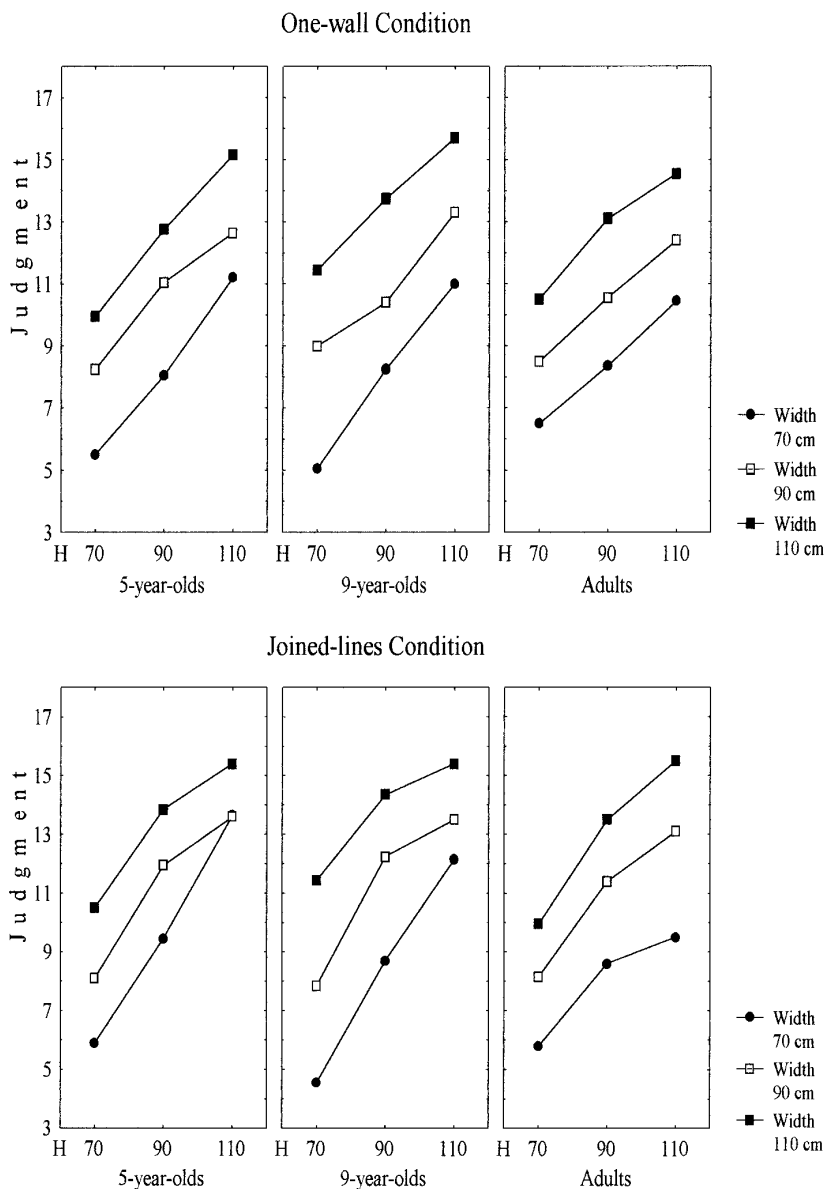 One-wall Condition
Judgment
17
15
13
11
9
7
5
3
H 70 90 110 H 70 90 110 H 70 90 110
5-year-olds 9-year-olds Adults
Width
70 cm
Width
90 cm
Width
110 cm
Joined-lines Condition
Judgment
17
15
13
11
9
7
5
3
H 70 90 110 H 70 90 110 H 70 90 110
5-year-olds 9-year-olds Adults
Width
70 cm
Width
90 cm
Width
110 cm